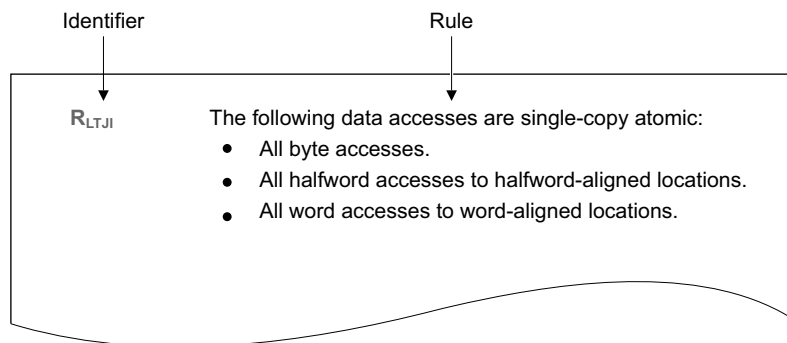 Identifier Rule
R_LTJI The following data accesses are single-copy atomic:
● All byte accesses.
● All halfword accesses to halfword-aligned locations.
● All word accesses to word-aligned locations.